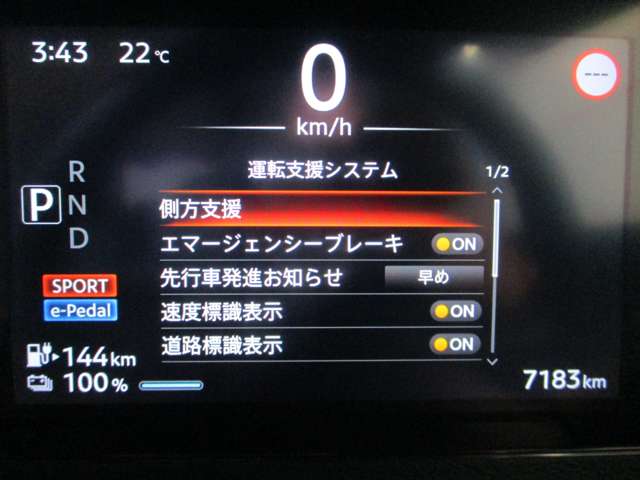 3:43 22℃
0
km/h
---
運転支援システム 1/2
R
P N
D
側方支援
エマージェンシーブレーキ ON
先行車発進お知らせ 早め
速度標識表示 ON
道路標識表示 ON
SPORT
e-Pedal
144km
100%
7183km